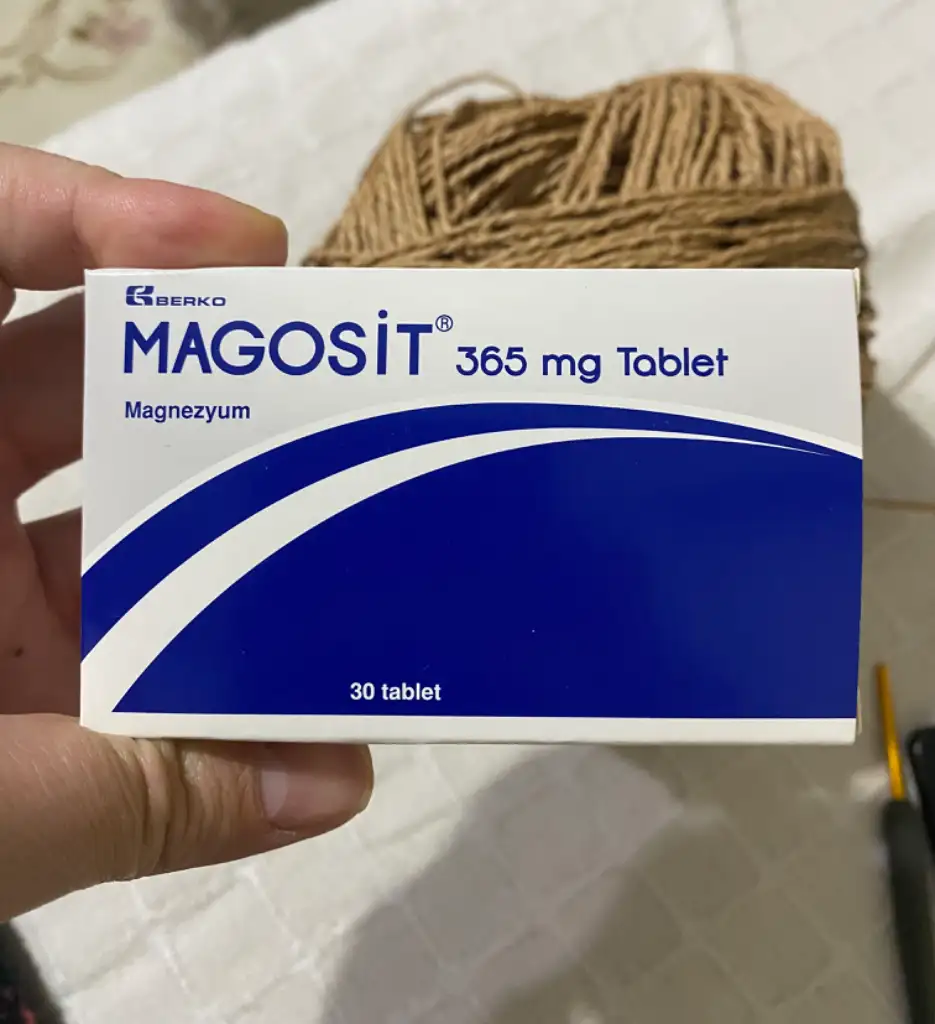 BERKO
MAGOSİT® 365 mg Tablet
Magnezyum
30 tablet